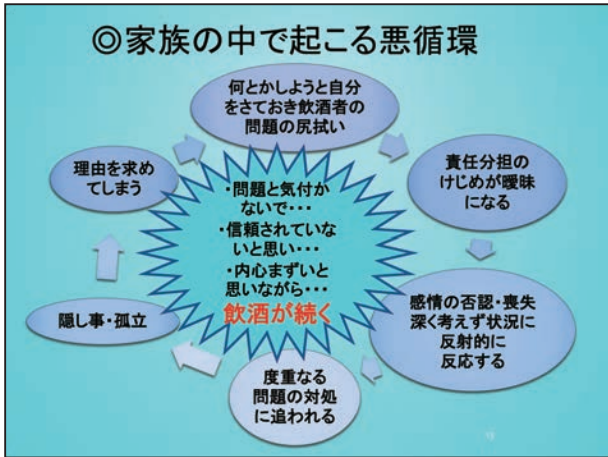 ◎家族の中で起こる悪循環
何とかしようと自分
をさておき飲酒者の
問題の尻拭い
責任分担の
けじめが曖昧
になる
感情の否認・喪失
深く考えず状況に
反射的に
反応する
度重なる
問題の対処
に追われる
隠し事・孤立
理由を求め
てしまう
・問題と気付か
ないで・・・
・信頼されていな
いと思い・・・
・内心まずいと
思いながら・・・
飲酒が続く